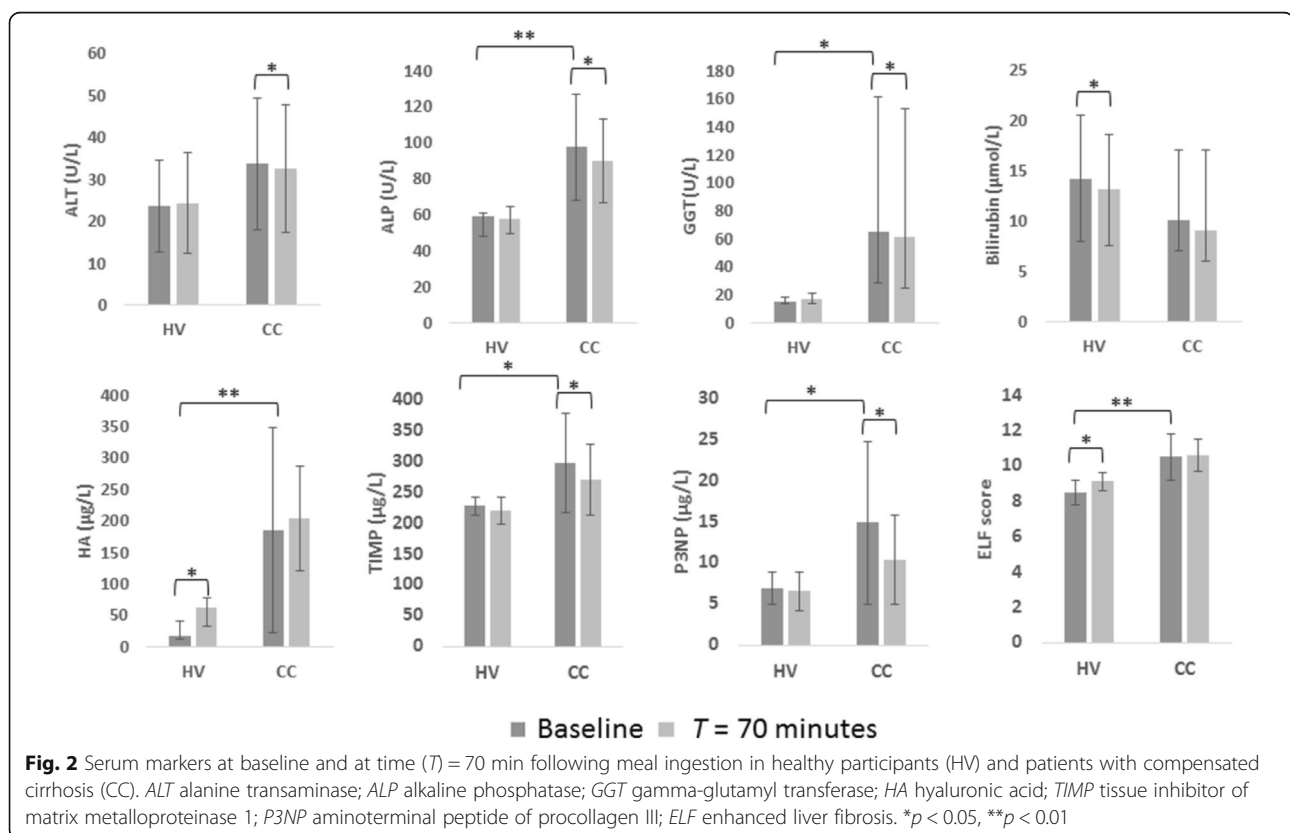 60
50
40
30
20
10
0
ALT (U/L)
*
HV
CC
140
120
100
80
60
40
20
0
ALP (U/L)
**
*
HV
CC
180
160
140
120
100
80
60
40
20
0
GGT(U/L)
*
*
HV
CC
25
20
15
10
5
0
Bilirubin (µmol/L)
*
HV
CC
400
350
300
250
200
150
100
50
0
HA (µg/L)
**
*
HV
CC
400
350
300
250
200
150
100
50
0
TIMP (µg/L)
*
*
HV
CC
30
25
20
15
10
5
0
P3NP (µg/L)
*
*
HV
CC
14
12
10
8
6
4
2
0
ELF score
**
*
HV
CC
Baseline T = 70 minutes
Fig. 2 Serum markers at baseline and at time (T) = 70 min following meal ingestion in healthy participants (HV) and patients with compensated
cirrhosis (CC). ALT alanine transaminase; ALP alkaline phosphatase; GGT gamma-glutamyl transferase; HA hyaluronic acid; TIMP tissue inhibitor of
matrix metalloproteinase 1; P3NP aminoterminal peptide of procollagen III; ELF enhanced liver fibrosis. *p < 0.05, **p < 0.01